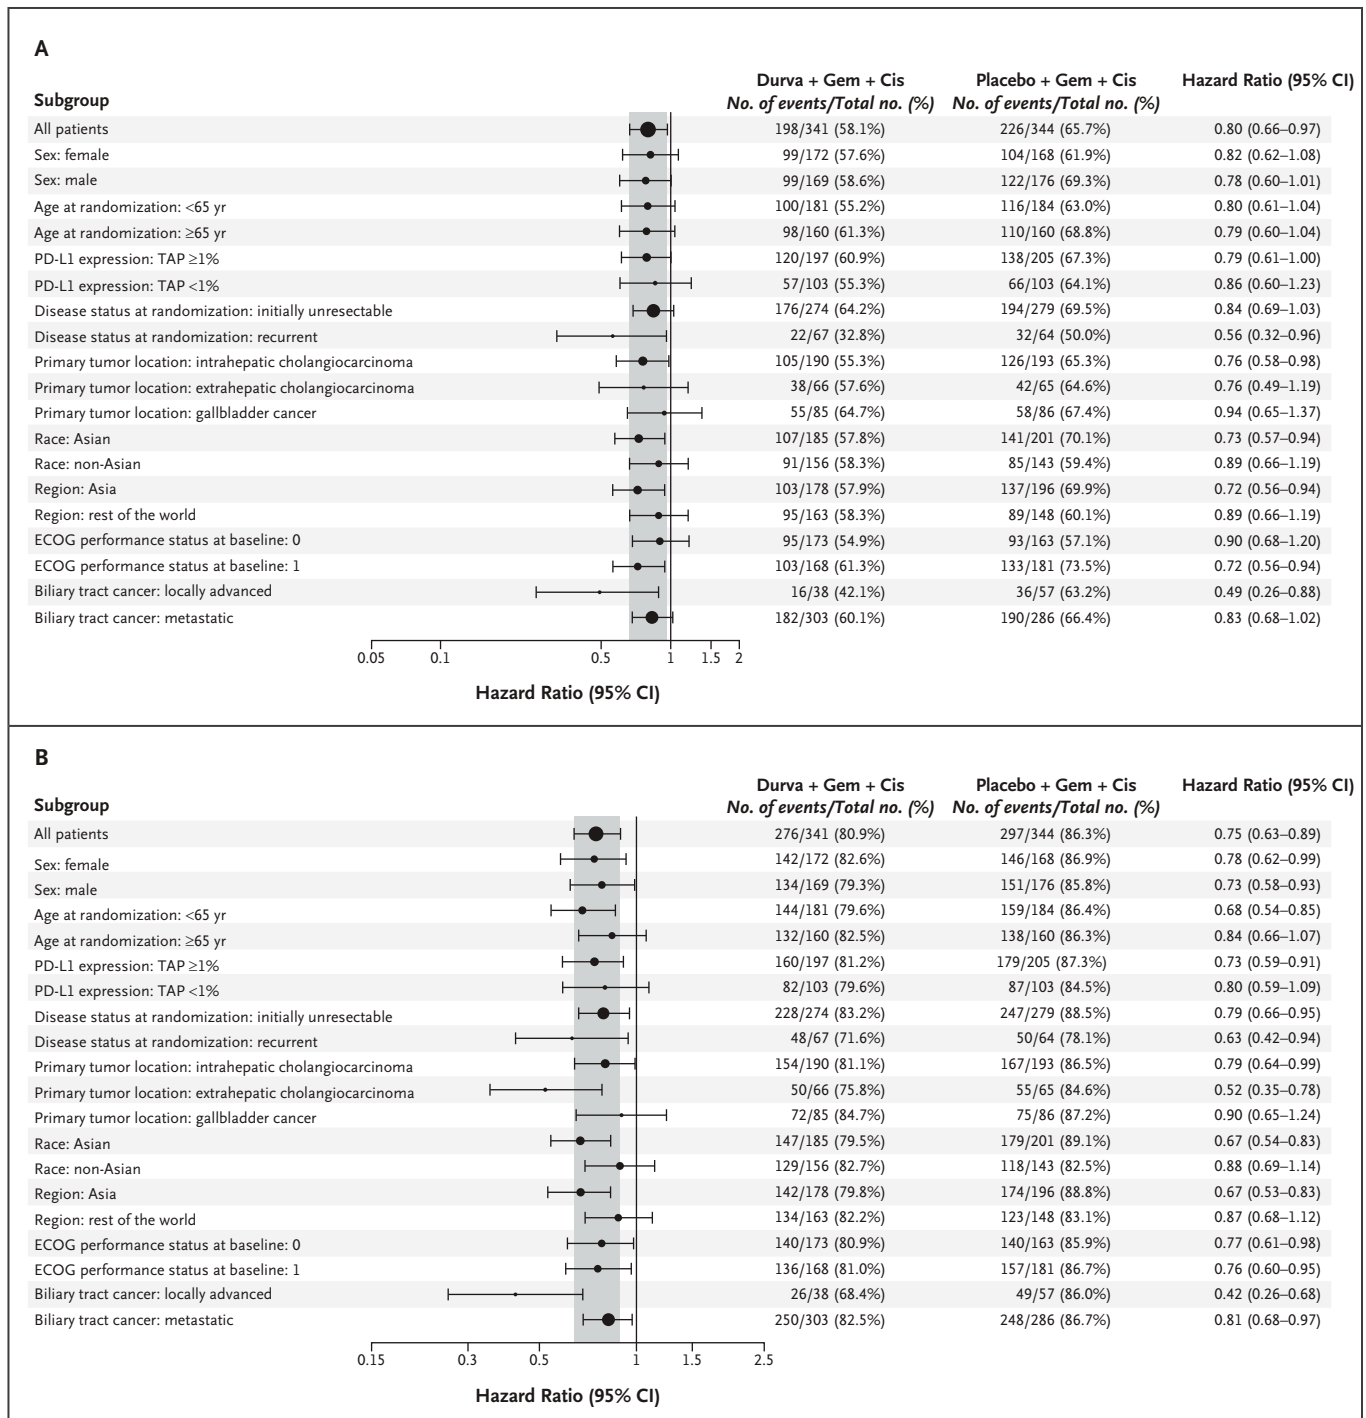 A
Durva + Gem + Cis Placebo + Gem + Cis Hazard Ratio (95% CI)
Subgroup No. of events/Total no. (%) No. of events/Total no. (%)
All patients 198/341 (58.1%) 226/344 (65.7%) 0.80 (0.66–0.97)
Sex: female 99/172 (57.6%) 104/168 (61.9%) 0.82 (0.62–1.08)
Sex: male 99/169 (58.6%) 122/176 (69.3%) 0.78 (0.60–1.01)
Age at randomization: <65 yr 100/181 (55.2%) 116/184 (63.0%) 0.80 (0.61–1.04)
Age at randomization: ≥65 yr 98/160 (61.3%) 110/160 (68.8%) 0.79 (0.60–1.04)
PD-L1 expression: TAP ≥1% 120/197 (60.9%) 138/205 (67.3%) 0.79 (0.61–1.00)
PD-L1 expression: TAP <1% 57/103 (55.3%) 66/103 (64.1%) 0.86 (0.60–1.23)
Disease status at randomization: initially unresectable 176/274 (64.2%) 194/279 (69.5%) 0.84 (0.69–1.03)
Disease status at randomization: recurrent 22/67 (32.8%) 32/64 (50.0%) 0.56 (0.32–0.96)
Primary tumor location: intrahepatic cholangiocarcinoma 105/190 (55.3%) 126/193 (65.3%) 0.76 (0.58–0.98)
Primary tumor location: extrahepatic cholangiocarcinoma 38/66 (57.6%) 42/65 (64.6%) 0.76 (0.49–1.19)
Primary tumor location: gallbladder cancer 55/85 (64.7%) 58/86 (67.4%) 0.94 (0.65–1.37)
Race: Asian 107/185 (57.8%) 141/201 (70.1%) 0.73 (0.57–0.94)
Race: non-Asian 91/156 (58.3%) 85/143 (59.4%) 0.89 (0.66–1.19)
Region: Asia 103/178 (57.9%) 137/196 (69.9%) 0.72 (0.56–0.94)
Region: rest of the world 95/163 (58.3%) 89/148 (60.1%) 0.89 (0.66–1.19)
ECOG performance status at baseline: 0 95/173 (54.9%) 93/163 (57.1%) 0.90 (0.68–1.20)
ECOG performance status at baseline: 1 103/168 (61.3%) 133/181 (73.5%) 0.72 (0.56–0.94)
Biliary tract cancer: locally advanced 16/38 (42.1%) 36/57 (63.2%) 0.49 (0.26–0.88)
Biliary tract cancer: metastatic 182/303 (60.1%) 190/286 (66.4%) 0.83 (0.68–1.02)
0.05 0.1 0.5 1 1.5 2
Hazard Ratio (95% CI)
B
Durva + Gem + Cis Placebo + Gem + Cis Hazard Ratio (95% CI)
Subgroup No. of events/Total no. (%) No. of events/Total no. (%)
All patients 276/341 (80.9%) 297/344 (86.3%) 0.75 (0.63–0.89)
Sex: female 142/172 (82.6%) 146/168 (86.9%) 0.78 (0.62–0.99)
Sex: male 134/169 (79.3%) 151/176 (85.8%) 0.73 (0.58–0.93)
Age at randomization: <65 yr 144/181 (79.6%) 159/184 (86.4%) 0.68 (0.54–0.85)
Age at randomization: ≥65 yr 132/160 (82.5%) 138/160 (86.3%) 0.84 (0.66–1.07)
PD-L1 expression: TAP ≥1% 160/197 (81.2%) 179/205 (87.3%) 0.73 (0.59–0.91)
PD-L1 expression: TAP <1% 82/103 (79.6%) 87/103 (84.5%) 0.80 (0.59–1.09)
Disease status at randomization: initially unresectable 228/274 (83.2%) 247/279 (88.5%) 0.79 (0.66–0.95)
Disease status at randomization: recurrent 48/67 (71.6%) 50/64 (78.1%) 0.63 (0.42–0.94)
Primary tumor location: intrahepatic cholangiocarcinoma 154/190 (81.1%) 167/193 (86.5%) 0.79 (0.64–0.99)
Primary tumor location: extrahepatic cholangiocarcinoma 50/66 (75.8%) 55/65 (84.6%) 0.52 (0.35–0.78)
Primary tumor location: gallbladder cancer 72/85 (84.7%) 75/86 (87.2%) 0.90 (0.65–1.24)
Race: Asian 147/185 (79.5%) 179/201 (89.1%) 0.67 (0.54–0.83)
Race: non-Asian 129/156 (82.7%) 118/143 (82.5%) 0.88 (0.69–1.14)
Region: Asia 142/178 (79.8%) 174/196 (88.8%) 0.67 (0.53–0.83)
Region: rest of the world 134/163 (82.2%) 123/148 (83.1%) 0.87 (0.68–1.12)
ECOG performance status at baseline: 0 140/173 (80.9%) 140/163 (85.9%) 0.77 (0.61–0.98)
ECOG performance status at baseline: 1 136/168 (81.0%) 157/181 (86.7%) 0.76 (0.60–0.95)
Biliary tract cancer: locally advanced 26/38 (68.4%) 49/57 (86.0%) 0.42 (0.26–0.68)
Biliary tract cancer: metastatic 250/303 (82.5%) 248/286 (86.7%) 0.81 (0.68–0.97)
0.15 0.3 0.5 1 1.5 2.5
Hazard Ratio (95% CI)